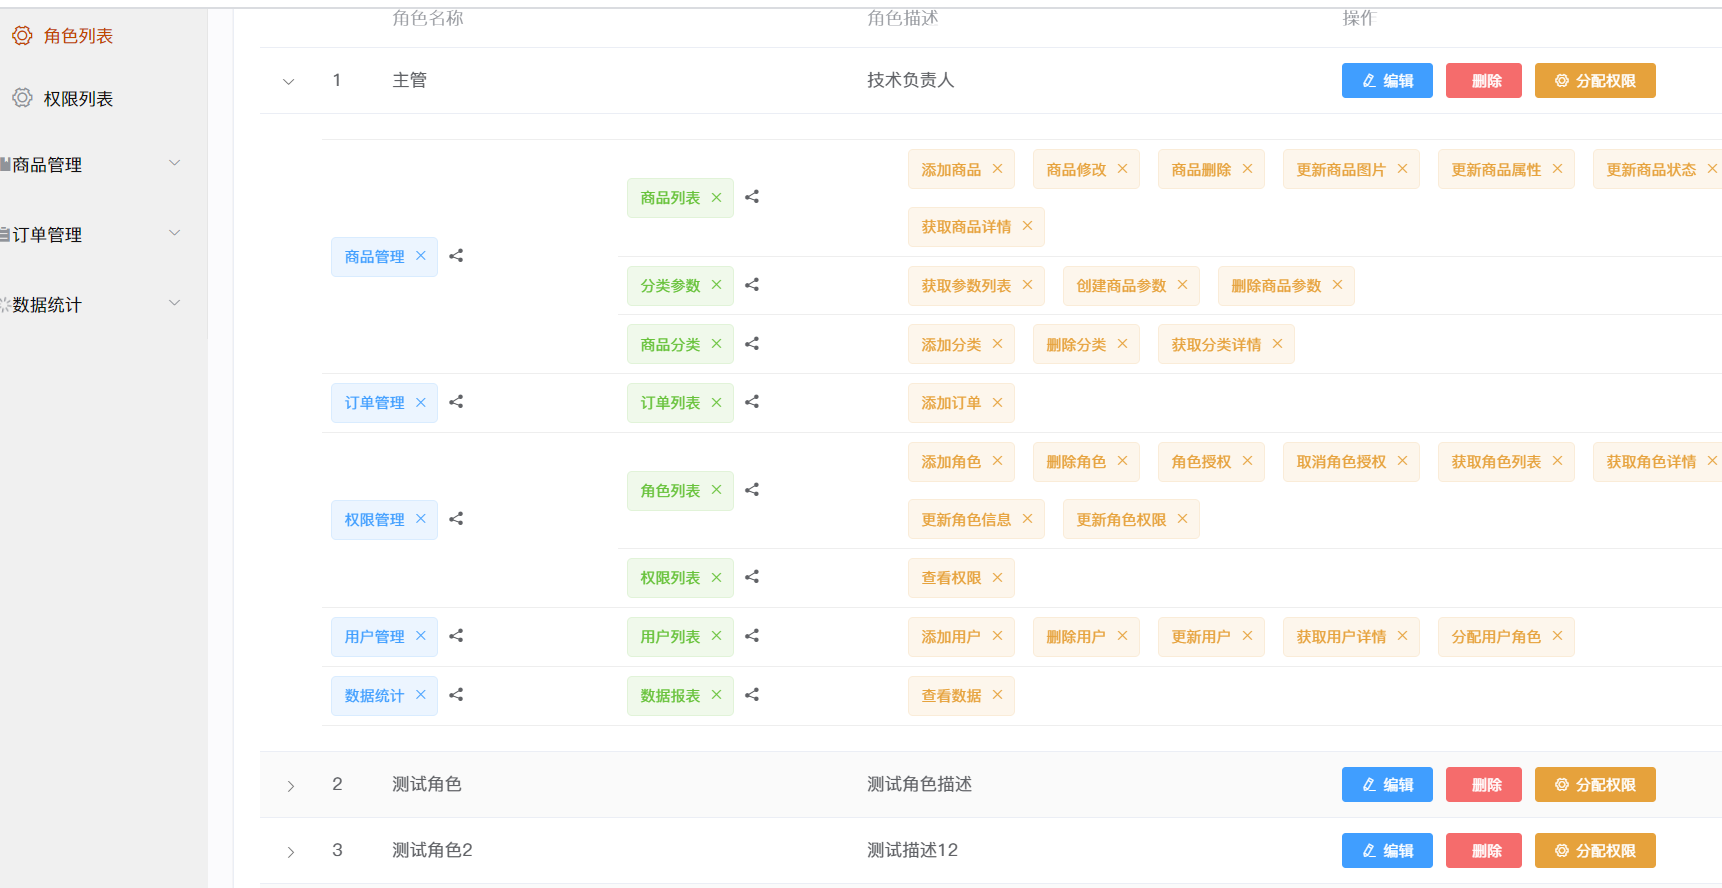 角色名称 角色描述 操作
角色列表
权限列表
商品管理
订单管理
数据统计
1 主管 技术负责人 编辑 删除 分配权限
商品管理
商品列表
添加商品 商品修改 商品删除 更新商品图片 更新商品属性 更新商品状态
获取商品详情
分类参数
获取参数列表 创建商品参数 删除商品参数
商品分类
添加分类 删除分类 获取分类详情
订单管理 订单列表 添加订单
权限管理
角色列表
添加角色 删除角色 角色授权 取消角色授权 获取角色列表 获取角色详情
更新角色信息 更新角色权限
权限列表 查看权限
用户管理 用户列表 添加用户 删除用户 更新用户 获取用户详情 分配用户角色
数据统计 数据报表 查看数据
2 测试角色 测试角色描述 编辑 删除 分配权限
3 测试角色2 测试描述12 编辑 删除 分配权限